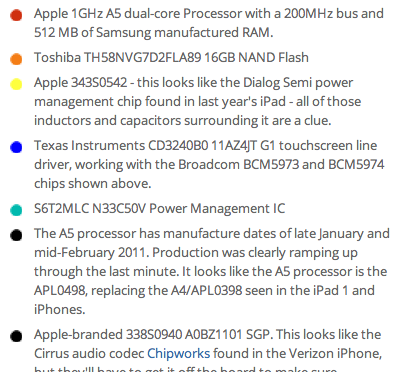 Apple 1GHz A5 dual-core Processor with a 200MHz bus and
512 MB of Samsung manufactured RAM.
Toshiba TH58NVG7D2FLA89 16GB NAND Flash
Apple 343S0542 - this looks like the Dialog Semi power
management chip found in last year's iPad - all of those
inductors and capacitors surrounding it are a clue.
Texas Instruments CD3240B0 11AZ4JT G1 touchscreen line
driver, working with the Broadcom BCM5973 and BCM5974
chips shown above.
S6T2MLC N33C50V Power Management IC
The A5 processor has manufacture dates of late January and
mid-February 2011. Production was clearly ramping up
through the last minute. It looks like the A5 processor is the
APL0498, replacing the A4/APL0398 seen in the iPad 1 and
iPhones.
Apple-branded 338S0940 A0BZ1101 SGP. This looks like the
Cirrus audio codec Chipworks found in the Verizon iPhone,
but they'll have to get it off the board to make sure